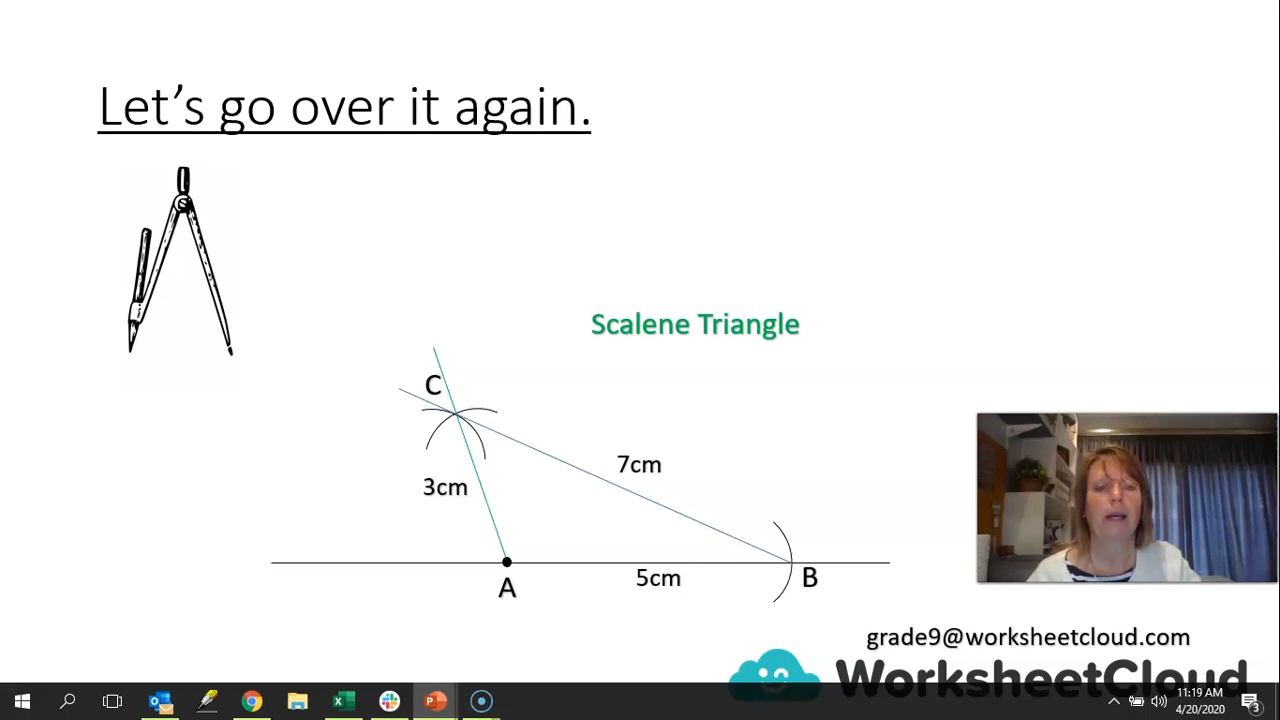 Let's go over it again.
Scalene Triangle
C
7cm
3cm
A
5cm
B
grade9@worksheetcloud.com
WorksheetCloud
11:19 AM
4/20/2020
3